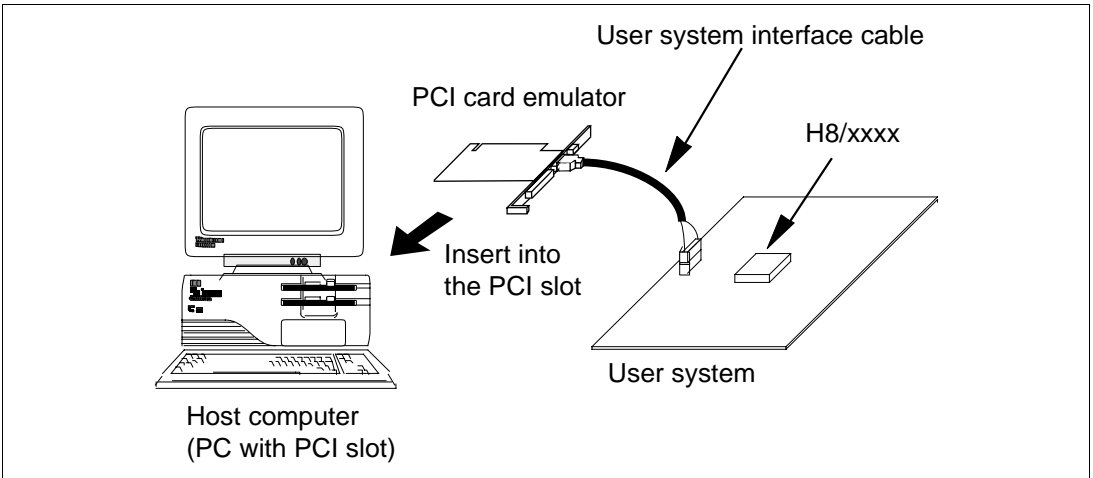 User system interface cable
PCI card emulator
H8/xxxx
Insert into
the PCI slot
User system
Host computer
(PC with PCI slot)